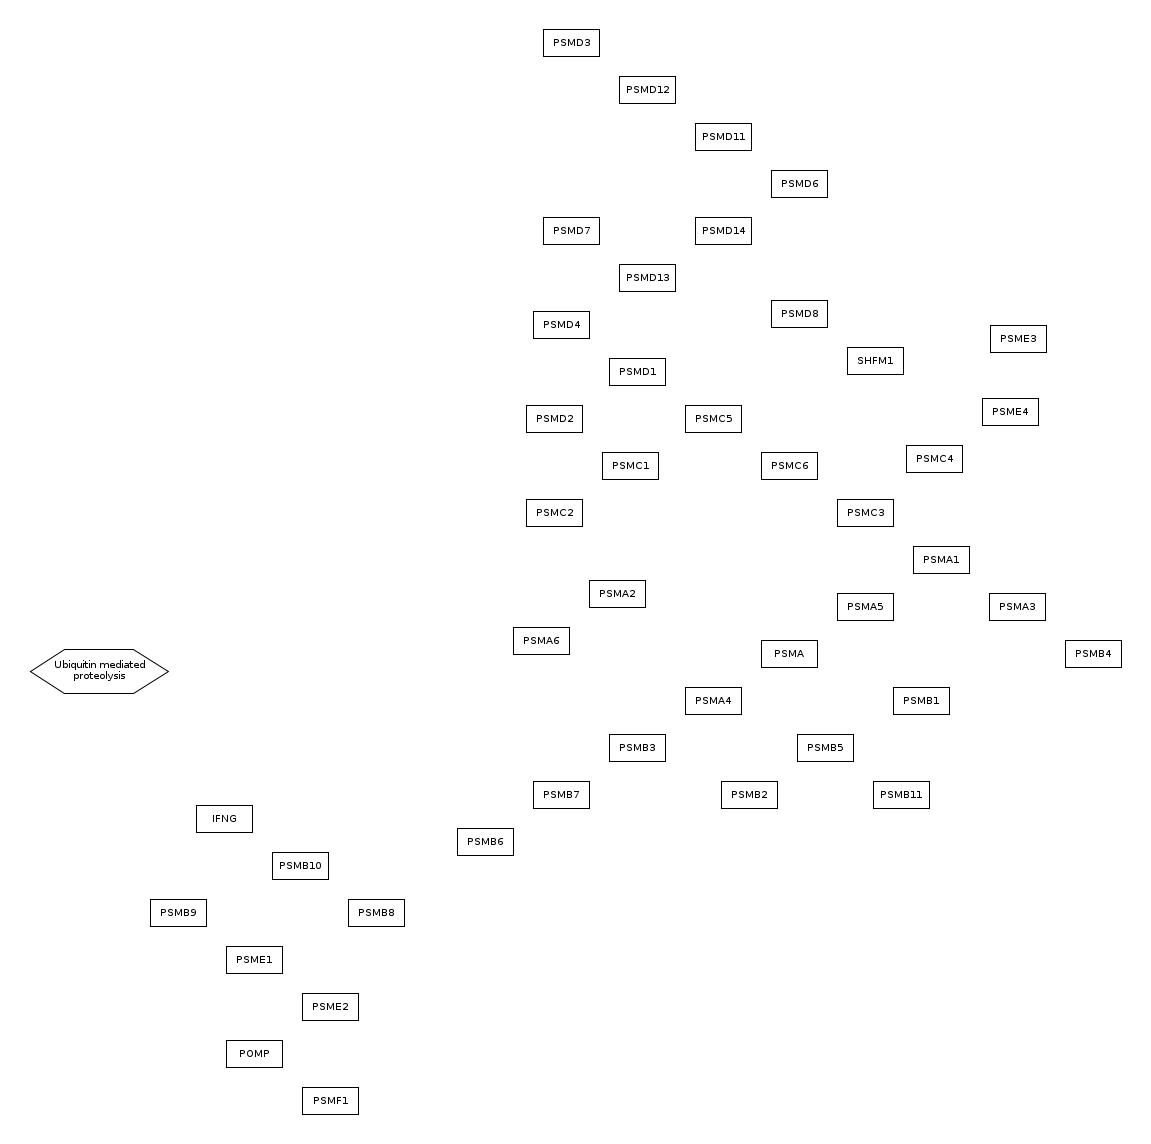 PSMD3
PSMD12
PSMD11
PSMD6
PSMD7
PSMD14
PSMD13
PSMD8
PSMD4
PSME3
SHFM1
PSMD1
PSME4
PSMD2
PSMC5
PSMC4
PSMC1
PSMC6
PSMC2
PSMC3
PSMA1
PSMA2
PSMA5
PSMA3
PSMA6
PSMA
PSMB4
Ubiquitin mediated
proteolysis
PSMA4
PSMB1
PSMB3
PSMB5
PSMB7
PSMB2
PSMB11
IFNG
PSMB6
PSMB10
PSMB9
PSMB8
PSME1
PSME2
POMP
PSMF1